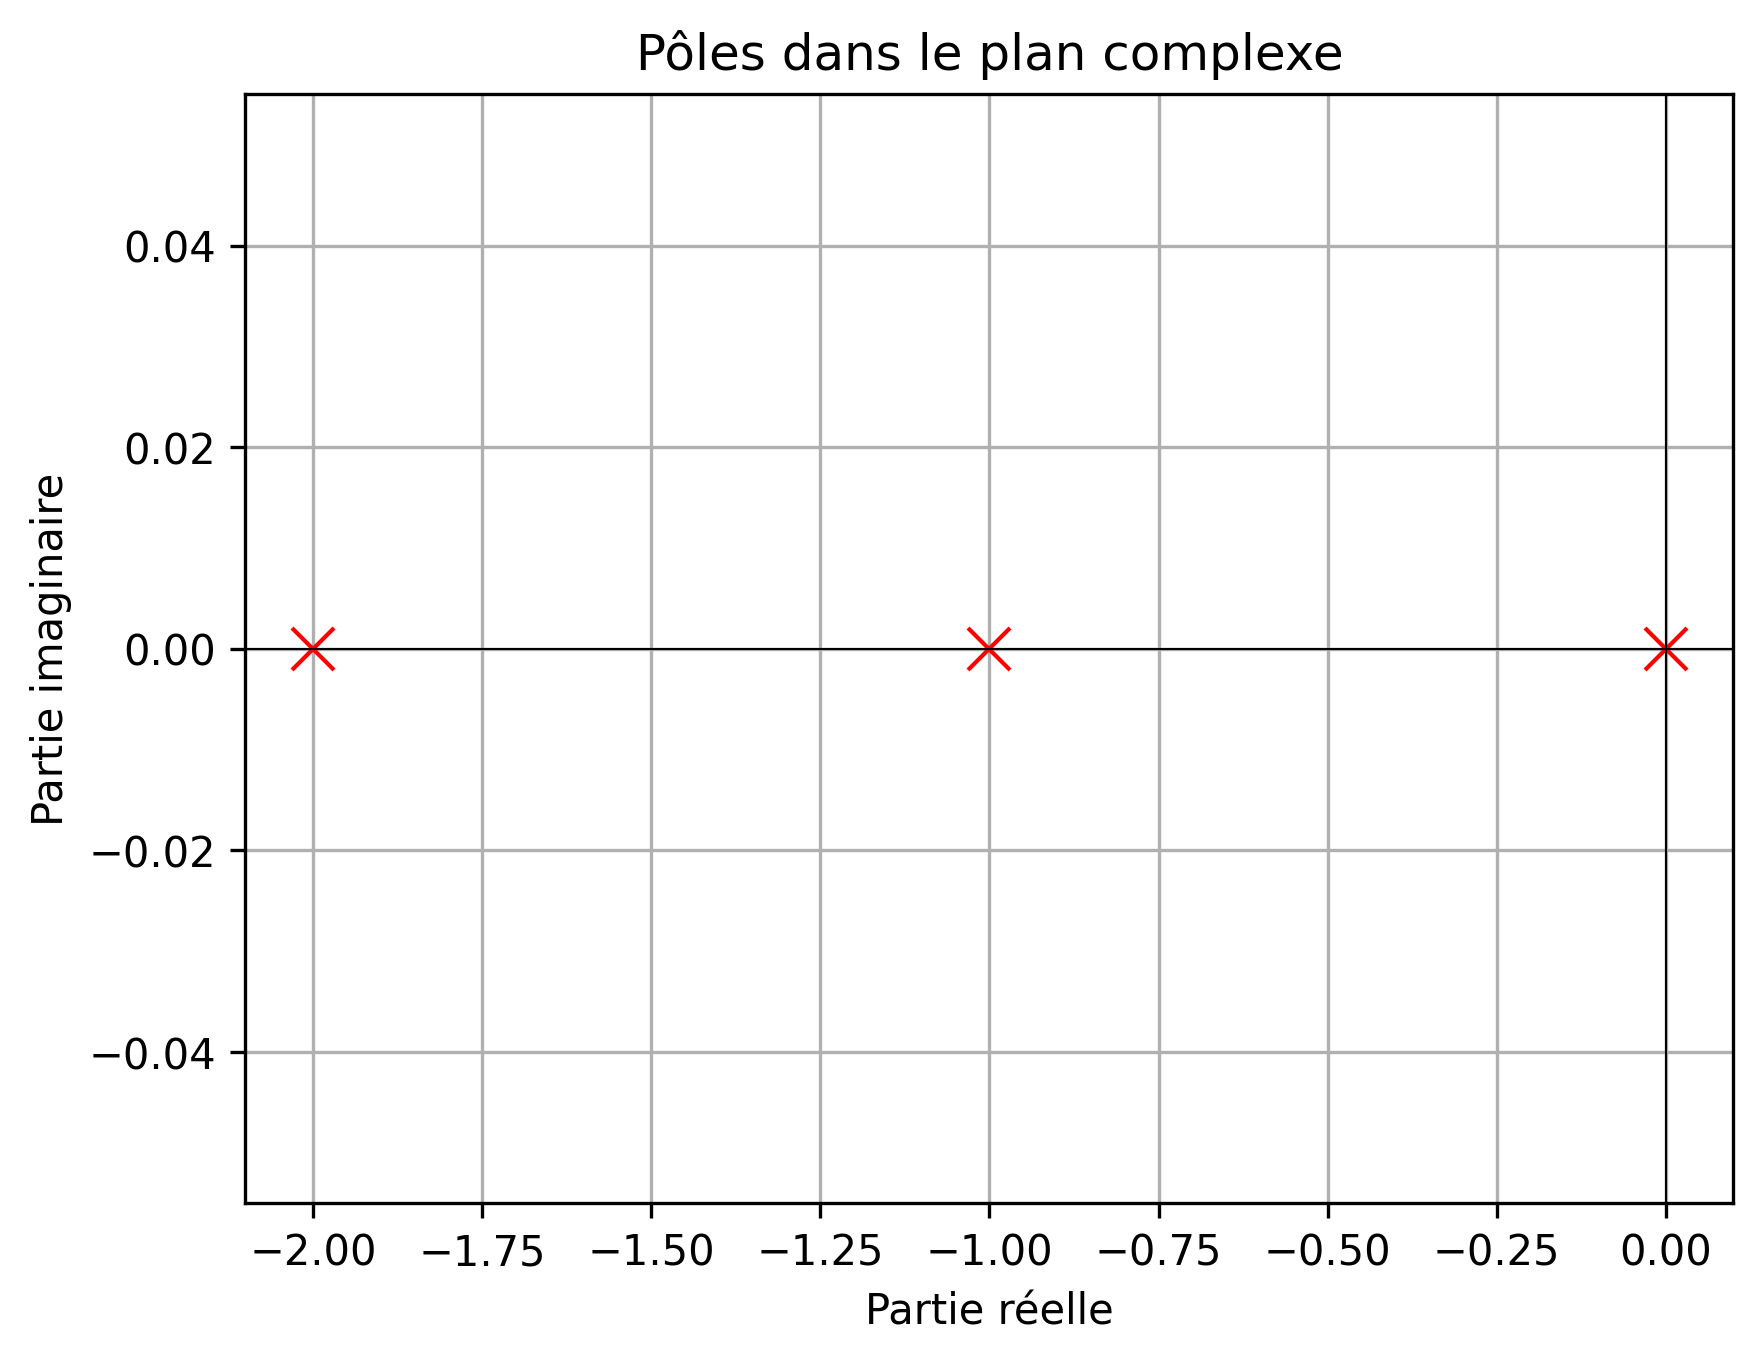 Pôles dans le plan complexe
0.04
0.02
0.00
−0.02
−0.04
Partie imaginaire
−2.00 −1.75 −1.50 −1.25 −1.00 −0.75 −0.50 −0.25 0.00
Partie réelle